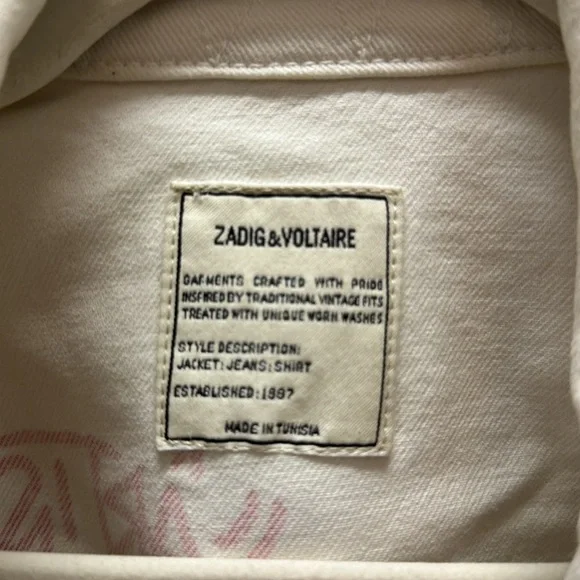 ZADIG&VOLTAIRE
GARMENTS CRAFTED WITH PRIDE
INSPIRED BY TRADITIONAL VINTAGE FITS
TREATED WITH UNIQUE WORN WASHES
STYLE DESCRIPTION:
JACKET: JEANS: SHIRT
ESTABLISHED: 1997
MADE IN TUNISIA